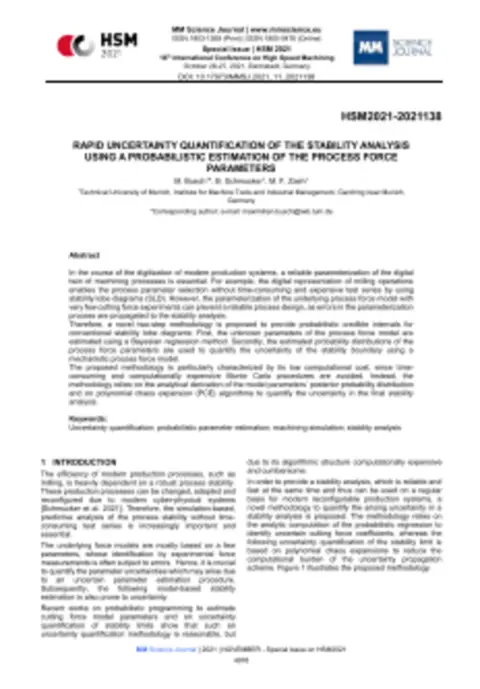 HSM
2021
MM Science Journal | www.mmscience.eu
ISSN 1803-1269 (Print) | ISSN 1805-0476 (Online)
Special Issue | HSM 2021
16th International Conference on High Speed Machining
October 26-27, 2021, Darmstadt, Germany
DOI: 10.17973/MMSJ.2021_11_2021138
MM
SCIENCE
JOURNAL
HSM2021-2021138
RAPID UNCERTAINTY QUANTIFICATION OF THE STABILITY ANALYSIS
USING A PROBABILISTIC ESTIMATION OF THE PROCESS FORCE
PARAMETERS
M. Busch1*, B. Schmucker1, M. F. Zaeh1
1Technical University of Munich, Institute for Machine Tools and Industrial Management, Garching near Munich,
Germany
*Corresponding author; e-mail:
Abstract
In the course of the digitization of modern production systems, a reliable parameterization of the digital
twin of machining processes is essential. For example, the digital representation of milling operations
enables the process parameter selection without time-consuming and expensive test series by using
stability lobe diagrams (SLD). However, the parameterization of the underlying process force model with
very few cutting force experiments can prevent a reliable process design, as errors in the parameterization
process are propagated to the stability analysis.
Therefore, a novel two-step methodology is proposed to provide probabilistic credible intervals for
conventional stability lobe diagrams: First, the unknown parameters of the process force model are
estimated using a Bayesian regression method. Secondly, the estimated probability distributions of the
process force parameters are used to quantify the uncertainty of the stability boundary using a
mechanistic process force model.
The proposed methodology is particularly characterized by its low computational cost, since time-
consuming and computationally expensive Monte Carlo procedures are avoided. Instead, the
methodology relies on the analytical derivation of the model parameters' posterior probability distribution
and on polynomial chaos expansion (PCE) algorithms to quantify the uncertainty in the final stability
analysis.
Keywords:
Uncertainty quantification, probabilistic parameter estimation, machining simulation, stability analysis
1 INTRODUCTION
The efficiency of modern production processes, such as
milling, is heavily dependent on a robust process stability.
These production processes can be changed, adapted and
reconfigured due to modern cyber-physical systems
[Schmucker et al. 2021]. Therefore, the simulation-based,
predictive analysis of the process stability without time-
consuming test series is increasingly important and
essential.
The underlying force models are mostly based on a few
parameters, whose identification by experimental force
measurements is often subject to errors. Hence, it is crucial
to quantify the parameter uncertainties which may arise due
to an uncertain parameter estimation procedure.
Subsequently, the following model-based stability
estimation is also prone to uncertainty.
Recent works on probabilistic programming to estimate
cutting force model parameters and an uncertainty
quantification of stability limits show that such an
uncertainty quantification methodology is reasonable, but
due to its algorithmic structure computationally expensive
and cumbersome.
In order to provide a stability analysis, which is reliable and
fast at the same time and thus can be used on a regular
basis for modern reconfigurable production systems, a
novel methodology to quantify the arising uncertainty in a
stability analysis is proposed. The methodology relies on
the analytic computation of the probabilistic regression to
identify uncertain cutting force coefficients, whereas the
following uncertainty quantification of the stability limit is
based on polynomial chaos expansions to reduce the
computational burden of the uncertainty propagation
scheme. Figure 1 illustrates the proposed methodology.
MM Science Journal | 2021 | NOVEMBER - Special Issue on HSM2021